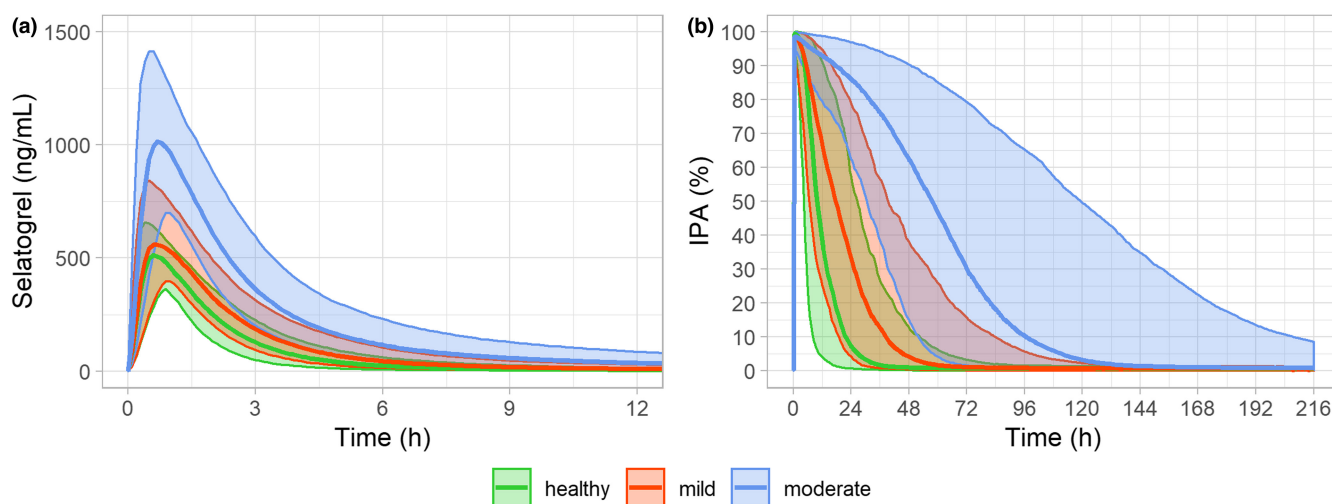 (a)
Selatogrel (ng/mL)
1500
1000
500
0
0 3 6 9 12
Time (h)
(b)
IPA (%)
100
90
80
70
60
50
40
30
20
10
0
0 24 48 72 96 120 144 168 192 216
Time (h)
healthy mild moderate